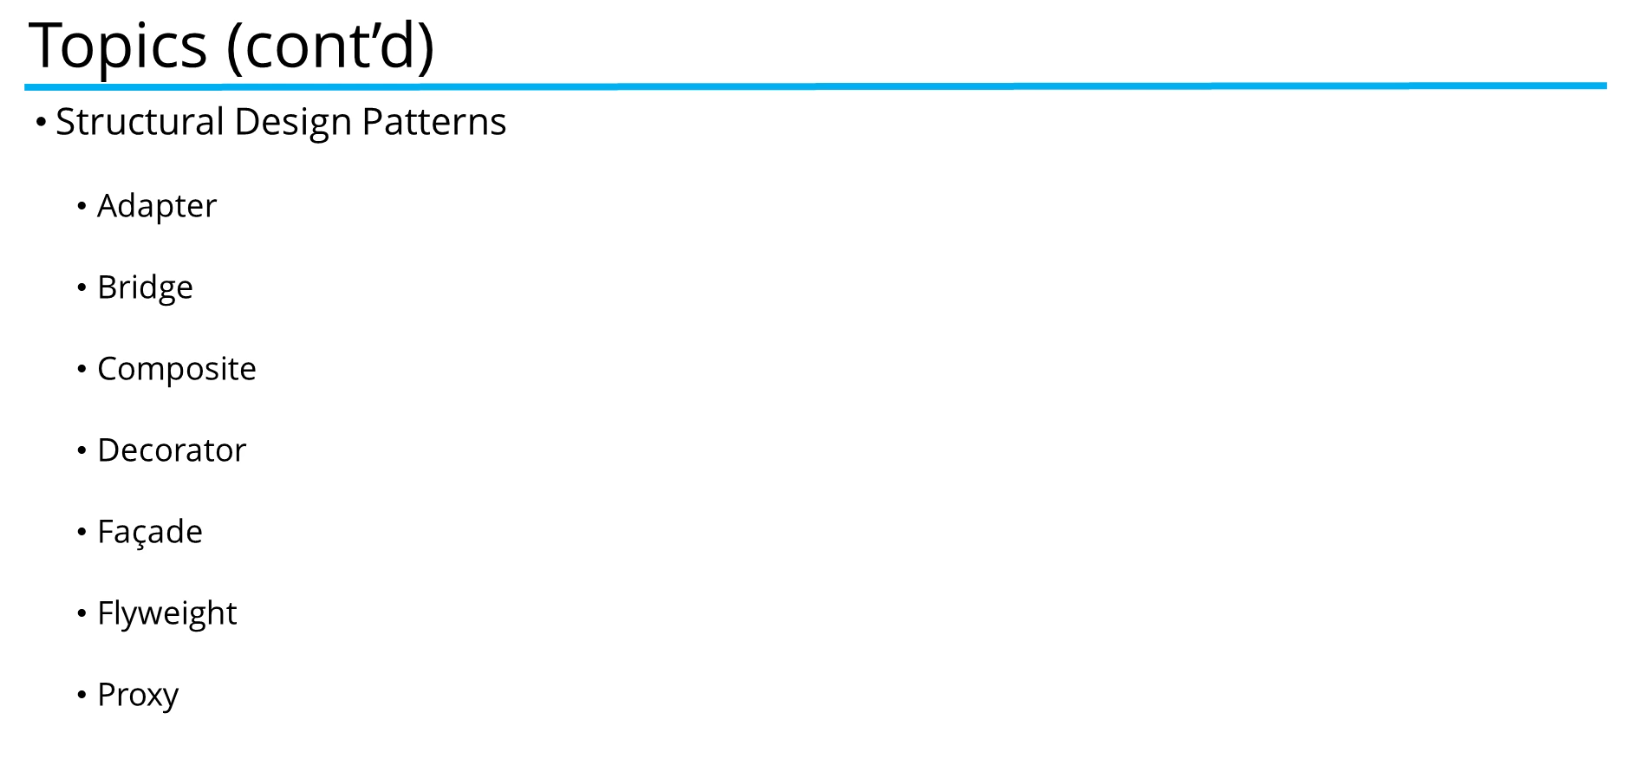 Topics (cont’d)
• Structural Design Patterns
• Adapter
• Bridge
• Composite
• Decorator
• Façade
• Flyweight
• Proxy